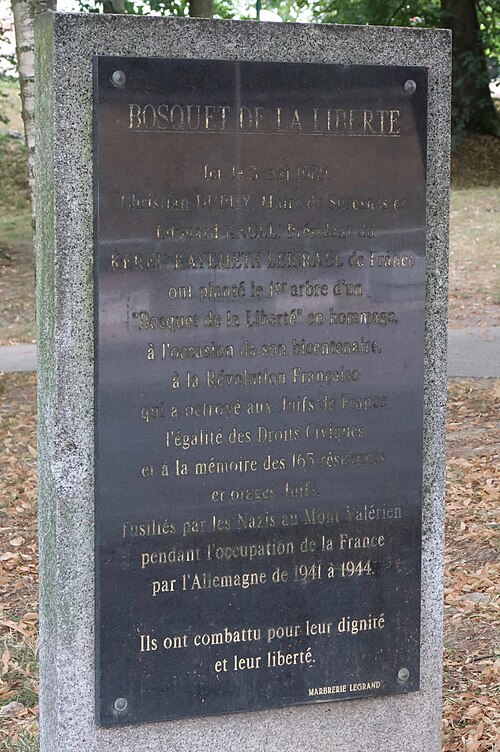 BOSQUET DE LA LIBERTE
Ici, le 3 mai 1989
Christian DUPUY, Maire de Suresnes et
Edouard KNOLL, Président du
KEREN KAYEMETH LEISRAEL de France
ont planté le 1er arbre d'un
"Bosquet de la Liberté" en hommage,
à l'occasion de son bicentenaire,
à la Révolution Française
qui a octroyé aux Juifs de France
l'égalité des Droits Civiques
et à la mémoire des 165 résistants
et otages Juifs,
fusillés par les Nazis au Mont Valérien
pendant l'occupation de la France
par l'Allemagne de 1941 à 1944.
Ils ont combattu pour leur dignité
et leur liberté.
MARBRERIE LEGRAND